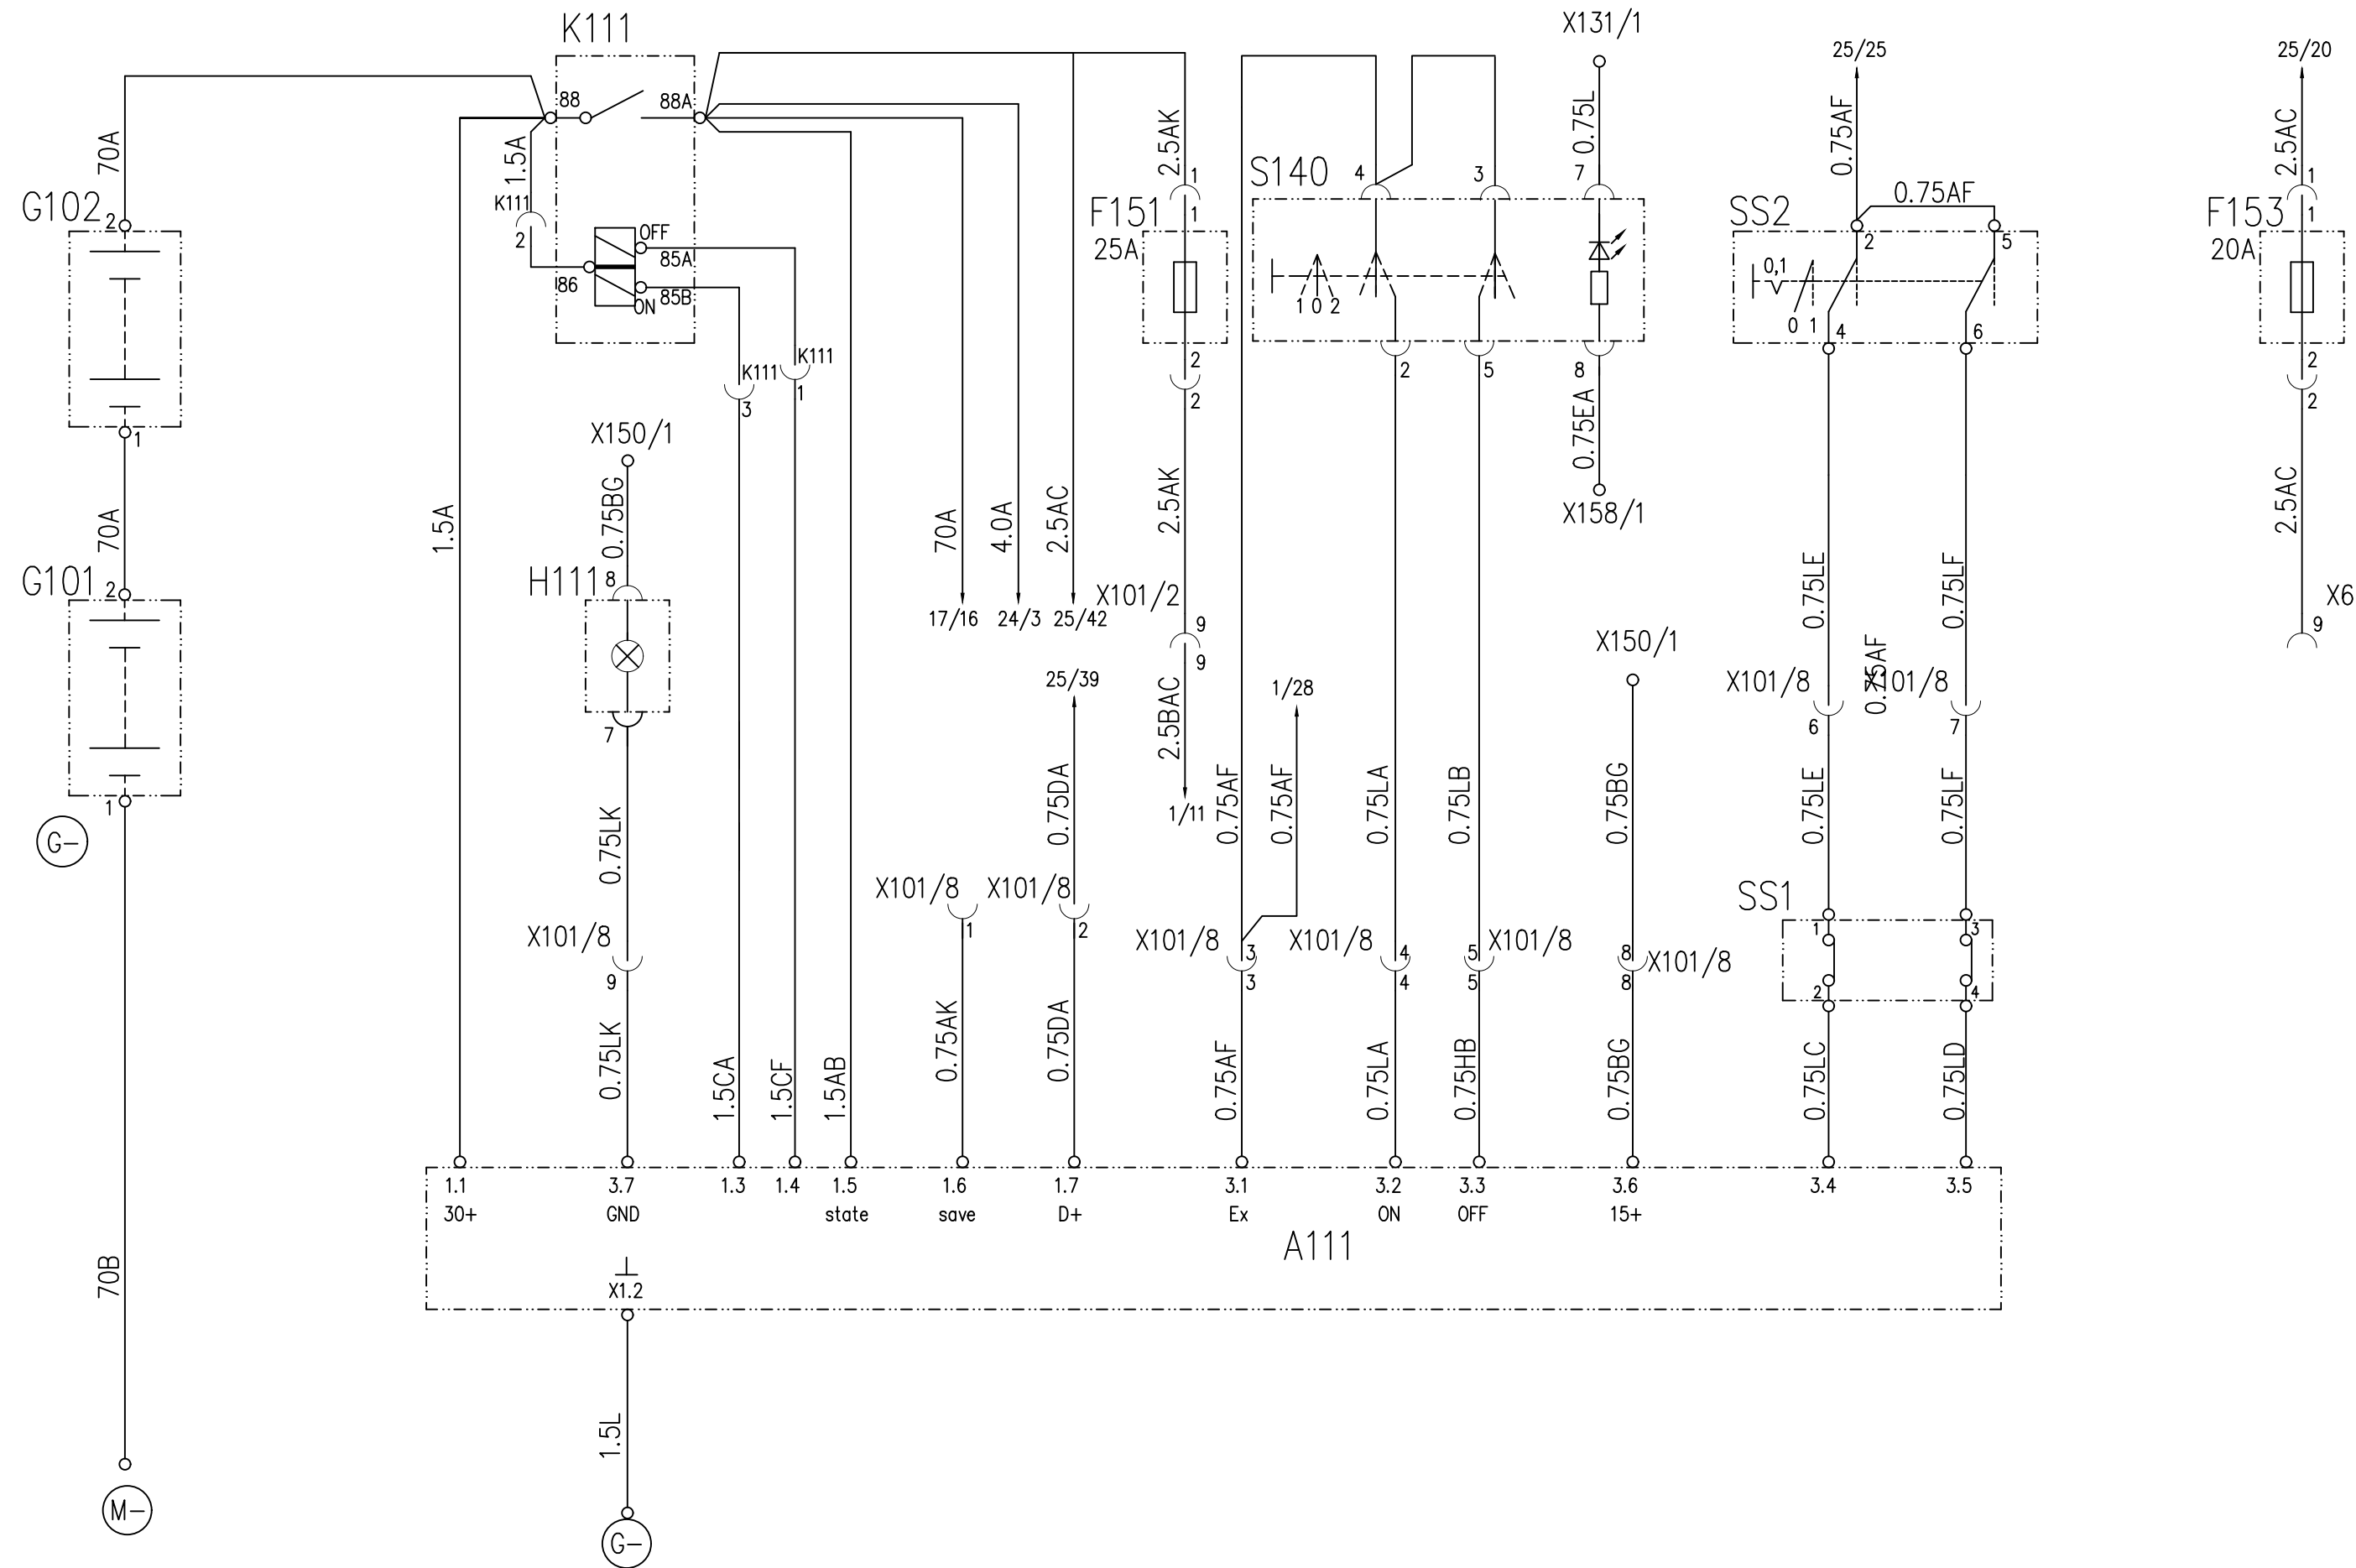 K111
X131/1
25/25
25/20
88
88A
70A
1.5A
2.5AK
1
0.75L
0.75AF
2.5AC
1
S140
4
3
7
G102
2
K111
2
OFF
85A
86
85B
ON
F151
25A
1
SS2
0.75AF
2
5
0,1
0 1
4
6
F153
20A
1
1 0 2
K111
K111
3
1
2
2
2
5
8
2
2
1
X150/1
0.75BG
0.75EA
X158/1
70A
1.5A
70A
4.0A
2.5AC
2.5AK
0.75LE
0.75LF
2.5AC
G101
2
H111
8
17/16
24/3
25/42
X101/2
9
9
X6
9
X150/1
25/39
1/28
2.5BAC
X101/8
0.75AF
X101/8
6
7
7
1
G-
0.75LK
0.75DA
1/11
0.75AF
0.75AF
0.75LA
0.75LB
0.75BG
0.75LE
0.75LF
X101/8
9
X101/8
1
X101/8
2
X101/8
3
3
X101/8
4
4
5
5
X101/8
8
8
X101/8
SS1
1
3
2
4
0.75LK
1.5CA
1.5CF
1.5AB
0.75AK
0.75DA
0.75AF
0.75LA
0.75HB
0.75BG
0.75LC
0.75LD
1.1
3.7
1.3
1.4
1.5
1.6
1.7
3.1
3.2
3.3
3.6
3.4
3.5
30+
GND
state
save
D+
Ex
ON
OFF
15+
A111
X1.2
70B
1.5L
M-
G-